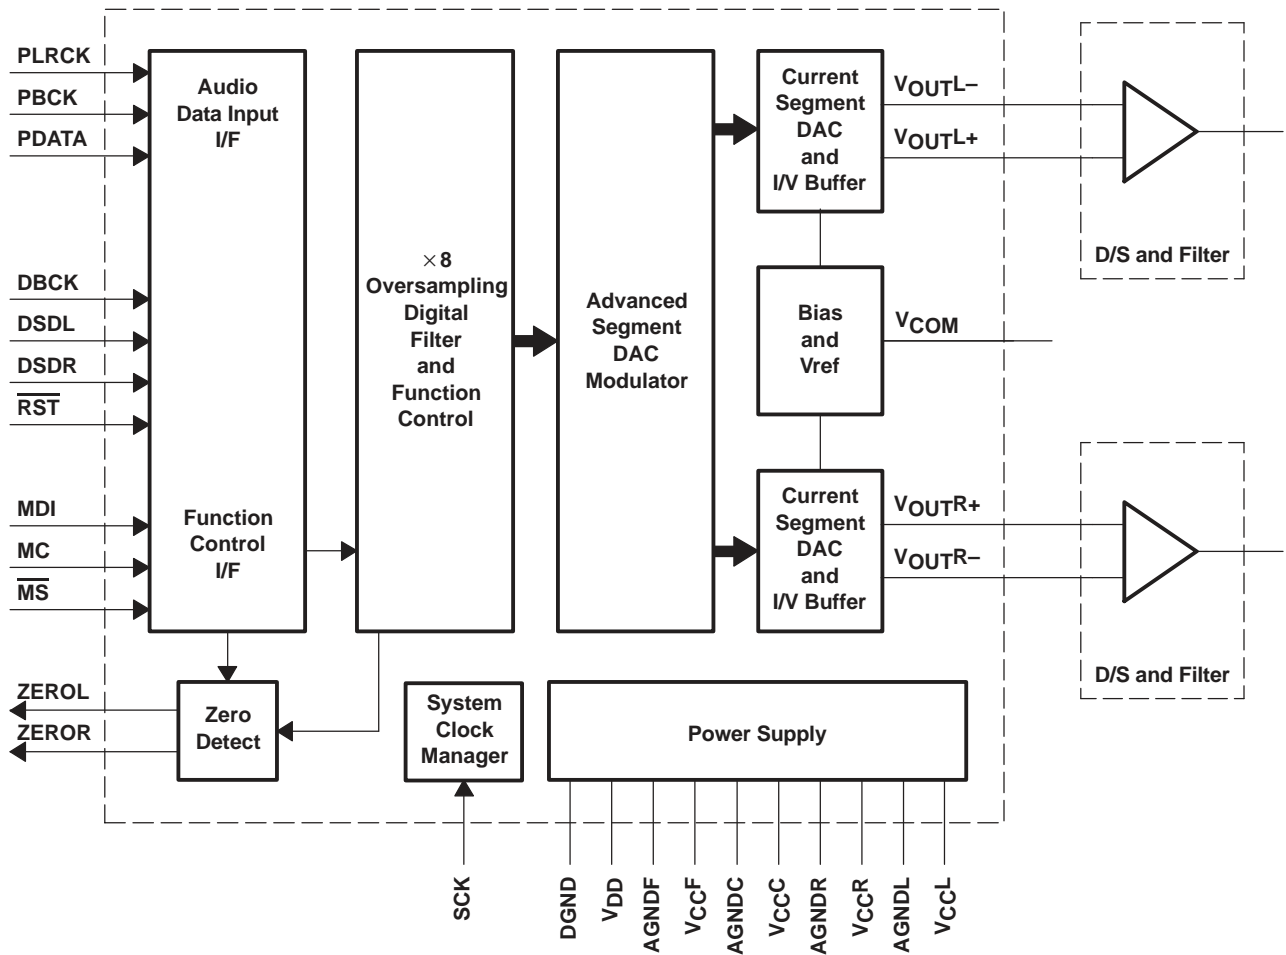 PLRCK
PBCK
PDATA
DBCK
DSDL
DSDR
RST
MDI
MC
MS
ZEROL
ZEROR
Audio
Data Input
I/F
Function
Control
I/F
×8
Oversampling
Digital
Filter
and
Function
Control
Advanced
Segment
DAC
Modulator
Current
Segment
DAC
and
I/V Buffer
Bias
and
Vref
Current
Segment
DAC
and
I/V Buffer
VOUTL–
VOUTL+
VCOM
VOUTR+
VOUTR–
D/S and Filter
D/S and Filter
Zero
Detect
System
Clock
Manager
Power Supply
SCK
DGND
VDD
AGNDF
VCCF
AGNDC
VCCC
AGNDR
VCCR
AGNDL
VCCL